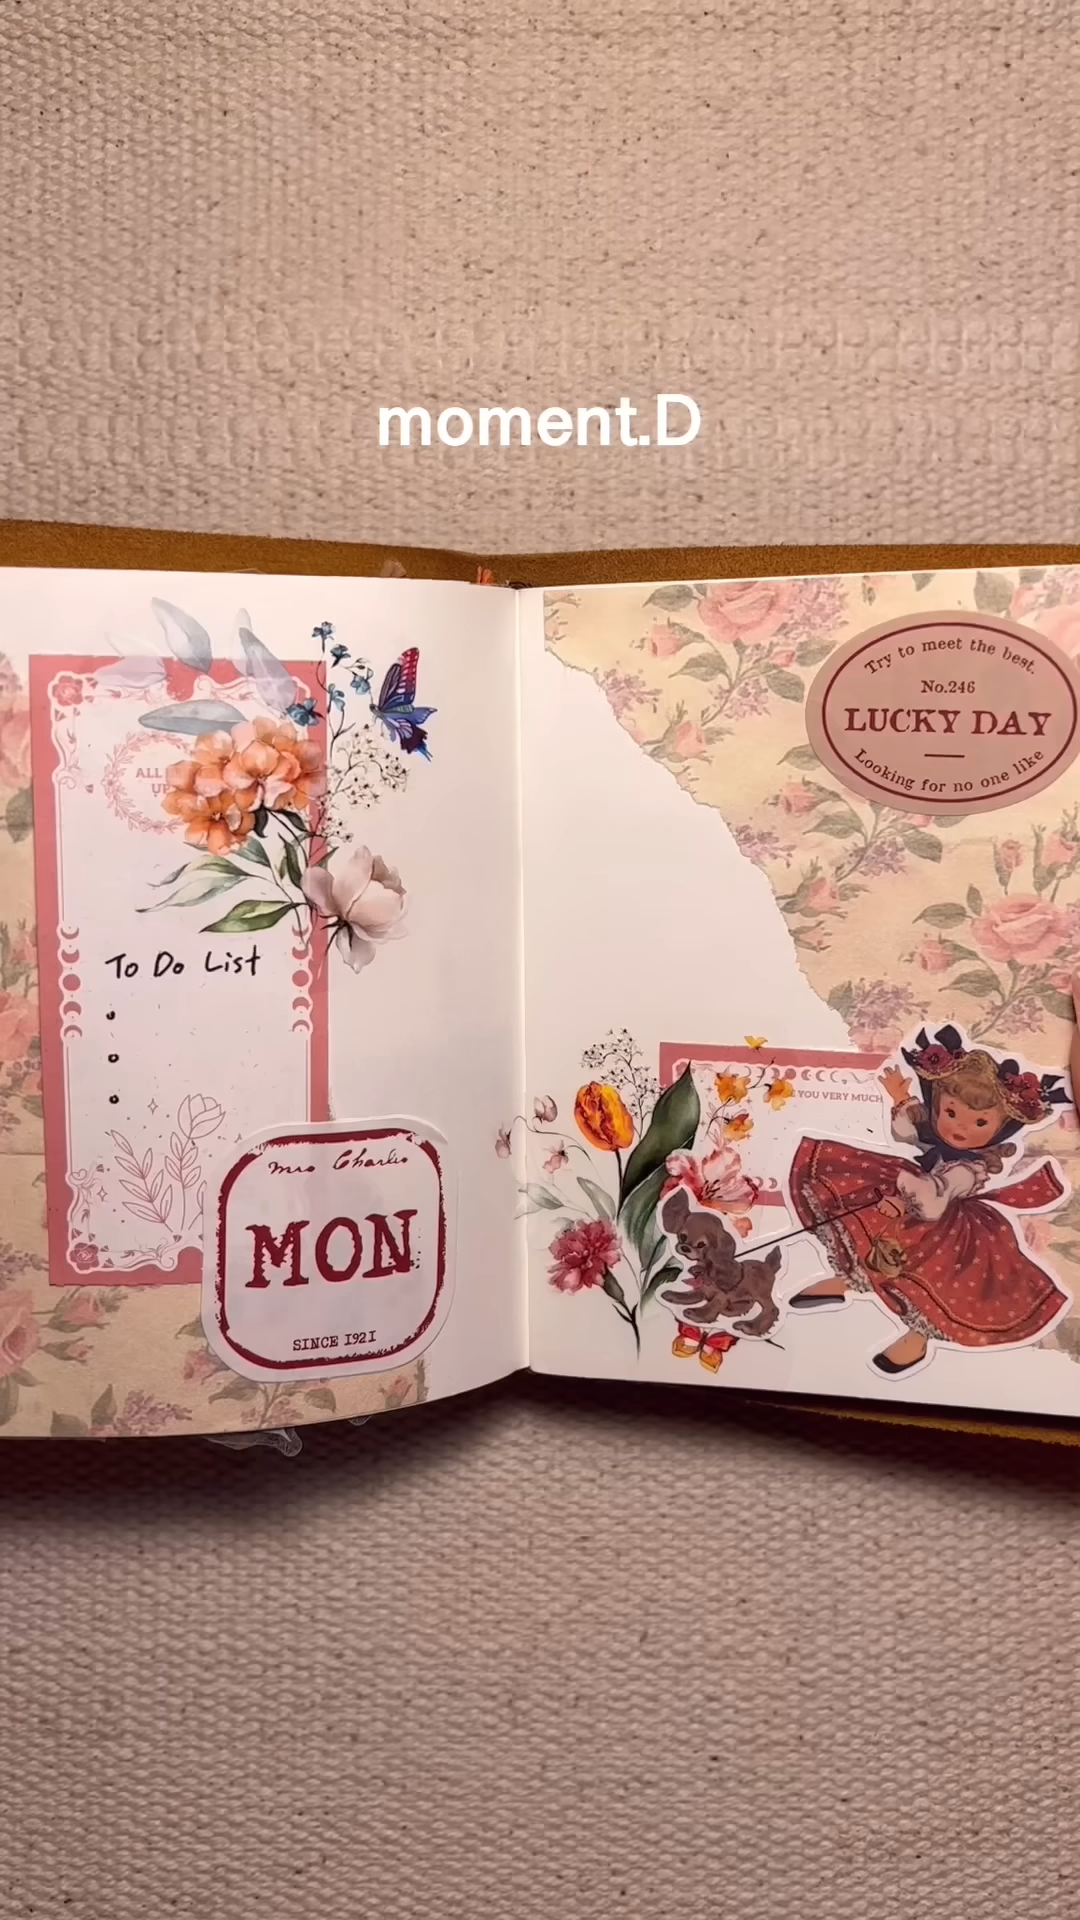 moment.D
ALL
UP
To Do List
Mrs Charlis
MON
SINCE 1921
Try to meet the best.
No.246
LUCKY DAY
Looking for no one like
YOU VERY MUCH